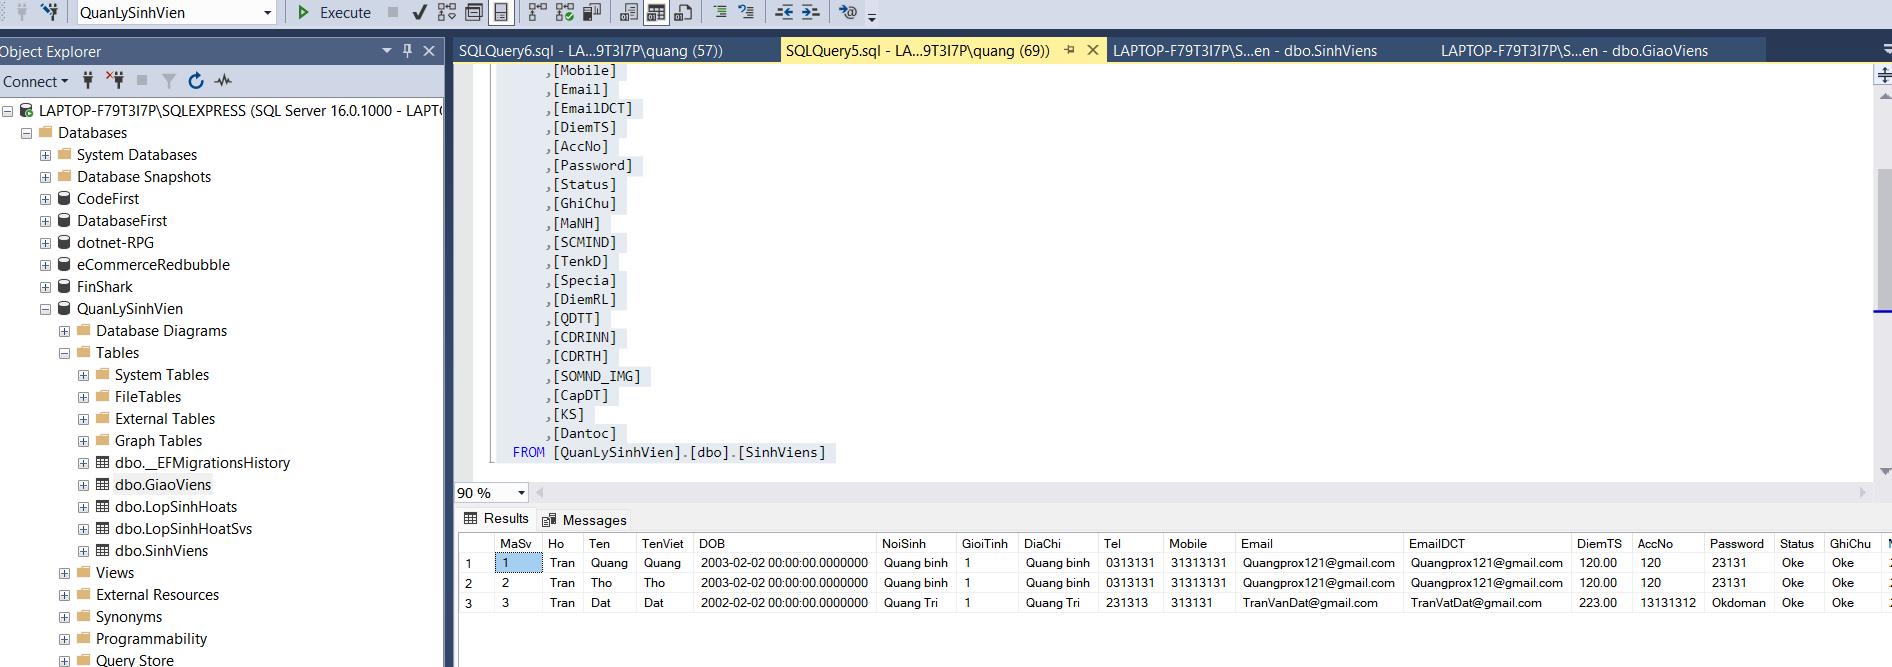 QuanLySinhVien
Execute
Object Explorer
Connect
LAPTOP-F79T3I7P\SQLEXPRESS (SQL Server 16.0.1000 - LAPT
Databases
System Databases
Database Snapshots
CodeFirst
DatabaseFirst
dotnet-RPG
eCommerceRedbubble
FinShark
QuanLySinhVien
Database Diagrams
Tables
System Tables
FileTables
External Tables
Graph Tables
dbo.__EFMigrationsHistory
dbo.GiaoViens
dbo.LopSinhHoats
dbo.LopSinhHoatSvs
dbo.SinhViens
Views
External Resources
Synonyms
Programmability
Query Store
SQLQuery6.sql - LA...9T3I7P\quang (57))
SQLQuery5.sql - LA...9T3I7P\quang (69))
LAPTOP-F79T3I7P\S...en - dbo.SinhViens
LAPTOP-F79T3I7P\S...en - dbo.GiaoViens
,[Mobile]
,[Email]
,[EmailDCT]
,[DiemTS]
,[AccNo]
,[Password]
,[Status]
,[GhiChu]
,[MaNH]
,[SCMIND]
,[TenkD]
,[Specia]
,[DiemRL]
,[QDTT]
,[CDRINN]
,[CDRTH]
,[SOMND_IMG]
,[CapDT]
,[KS]
,[Dantoc]
FROM [QuanLySinhVien].[dbo].[SinhViens]
90 %
Results Messages
MaSv Ho Ten TenViet DOB NoiSinh GioiTinh DiaChi Tel Mobile Email EmailDCT DiemTS AccNo Password Status GhiChu
1 1 Tran Quang Quang 2003-02-02 00:00:00.0000000 Quang binh 1 Quang binh 0313131 31313131 Quangprox121@gmail.com Quangprox121@gmail.com 120.00 120 23131 Oke Oke
2 2 Tran Tho Tho 2003-02-02 00:00:00.0000000 Quang binh 1 Quang binh 0313131 31313131 Quangprox121@gmail.com Quangprox121@gmail.com 120.00 120 23131 Oke Oke
3 3 Tran Dat Dat 2002-02-02 00:00:00.0000000 Quang Tri 1 Quang Tri 231313 313131 TranVanDat@gmail.com TranVatDat@gmail.com 223.00 13131312 Okdoman Oke Oke